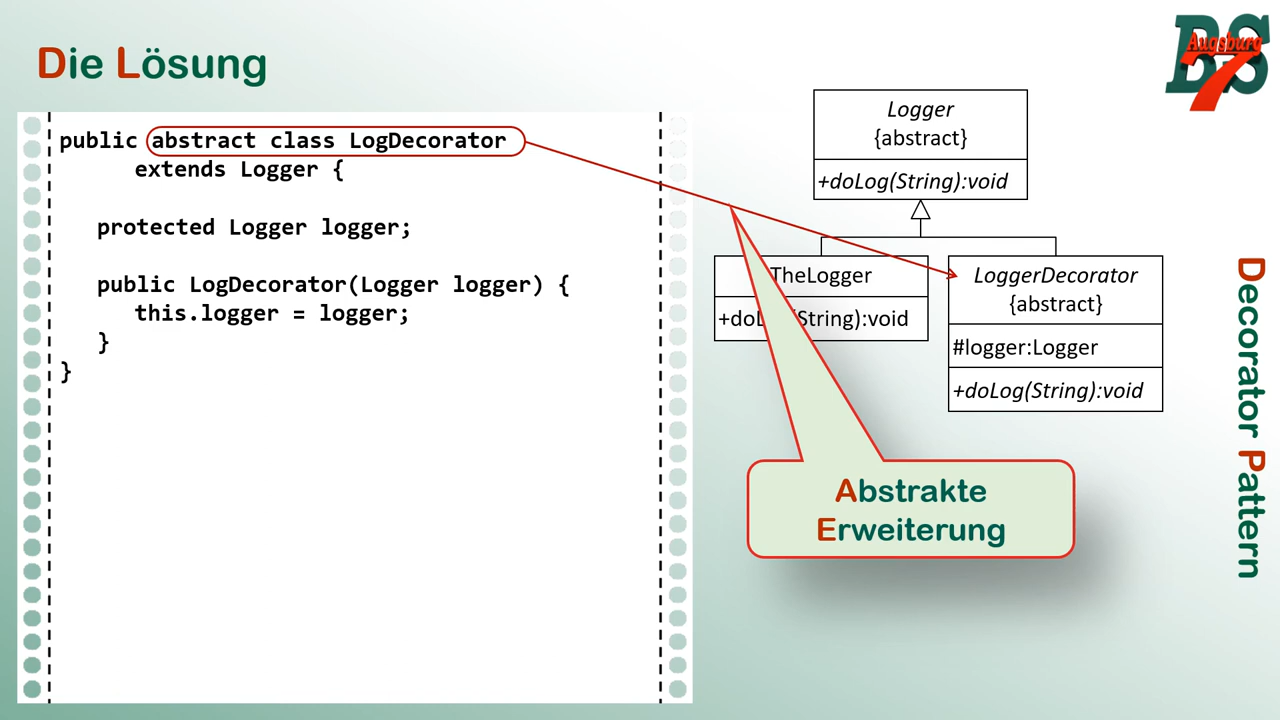 Die Lösung
BS
Augsburg
7
public abstract class LogDecorator
extends Logger {
protected Logger logger;
public LogDecorator(Logger logger) {
this.logger = logger;
}
}
Logger
{abstract}
+doLog(String):void
TheLogger
+doL (String):void
LoggerDecorator
{abstract}
#logger:Logger
+doLog(String):void
Abstrakte
Erweiterung
Decorator Pattern